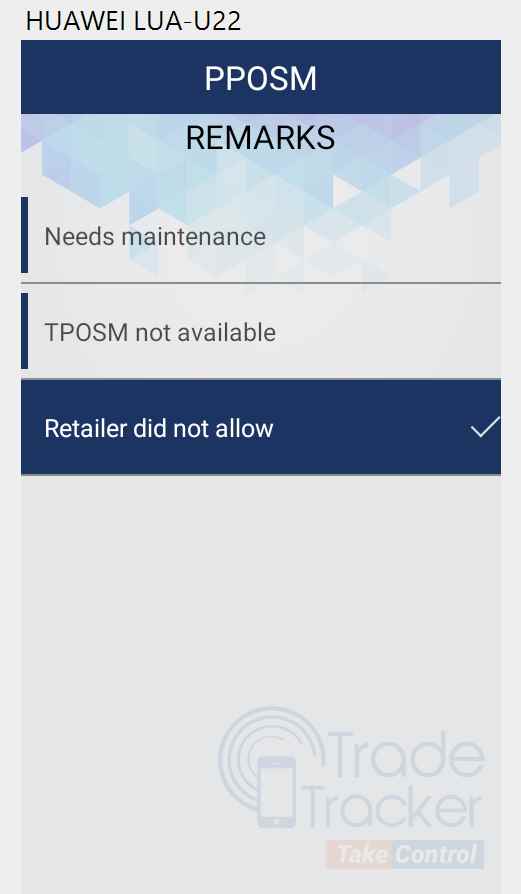 HUAWEI LUA-U22
PPOSM
REMARKS
Needs maintenance
TPOSM not available
Retailer did not allow
Trade
Tracker
Take Control